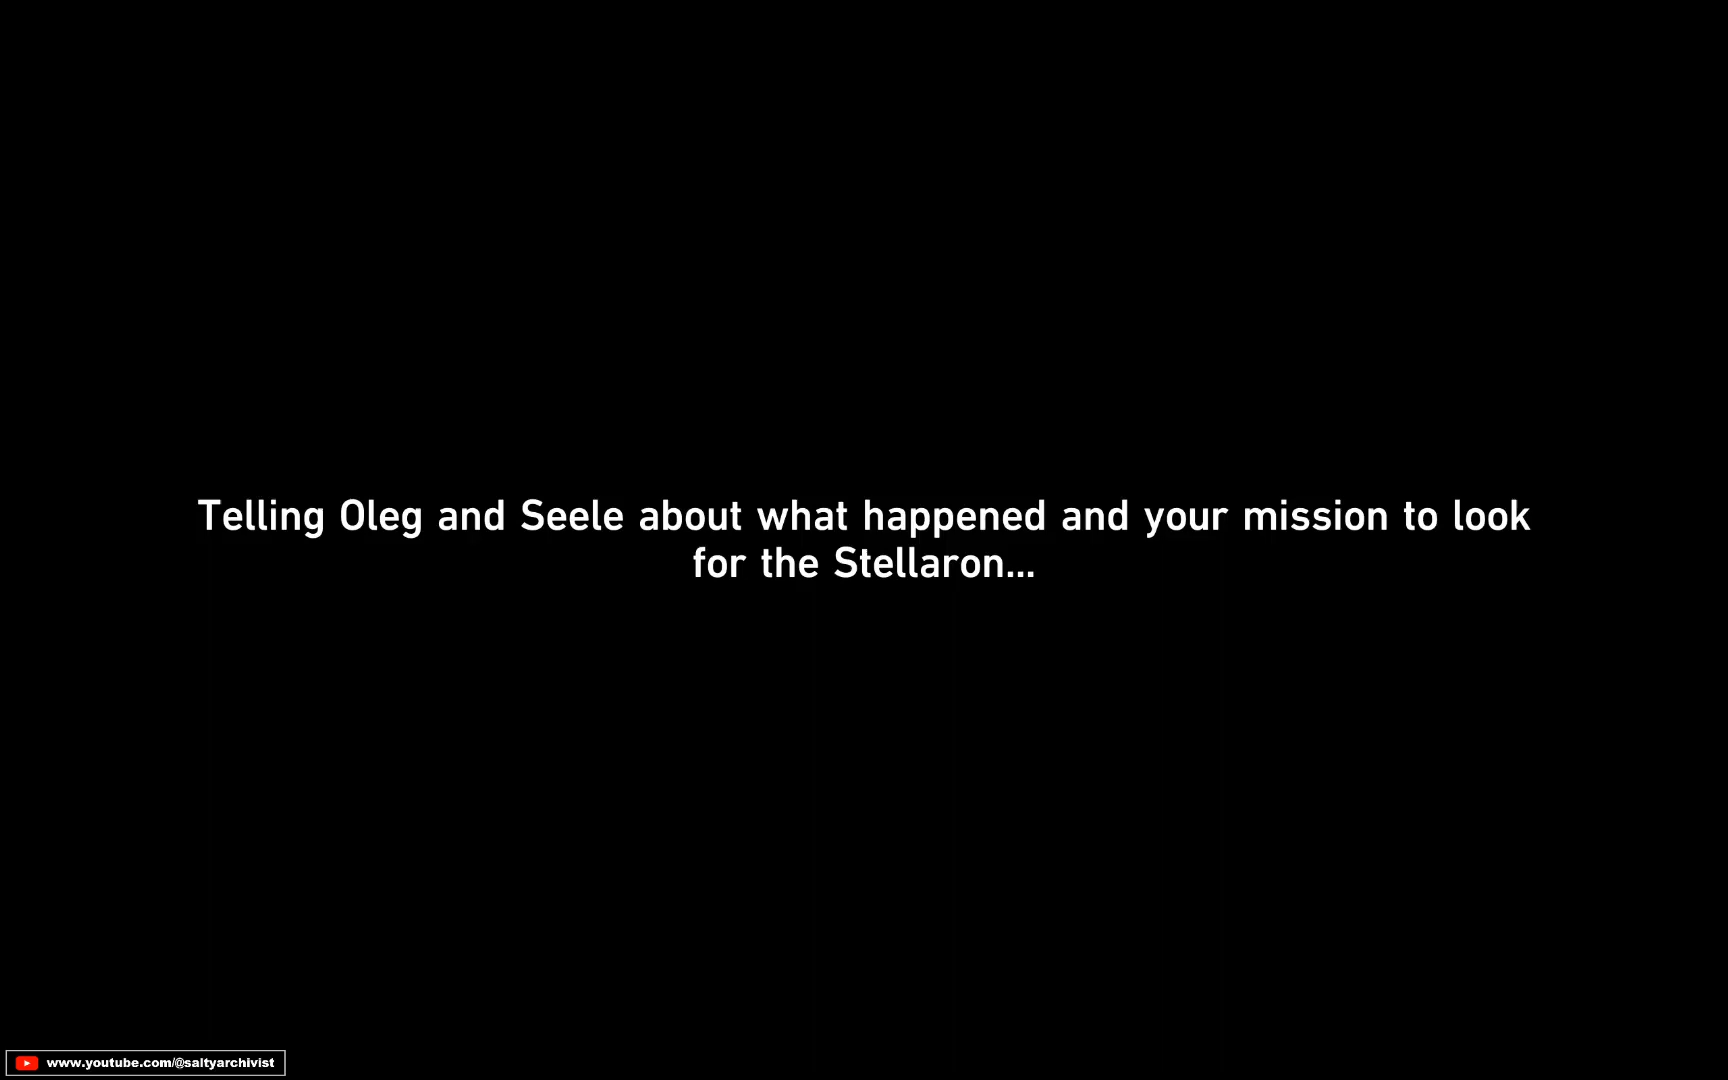 Telling Oleg and Seele about what happened and your mission to look
for the Stellaron...
www.youtube.com/@saltyarchivist